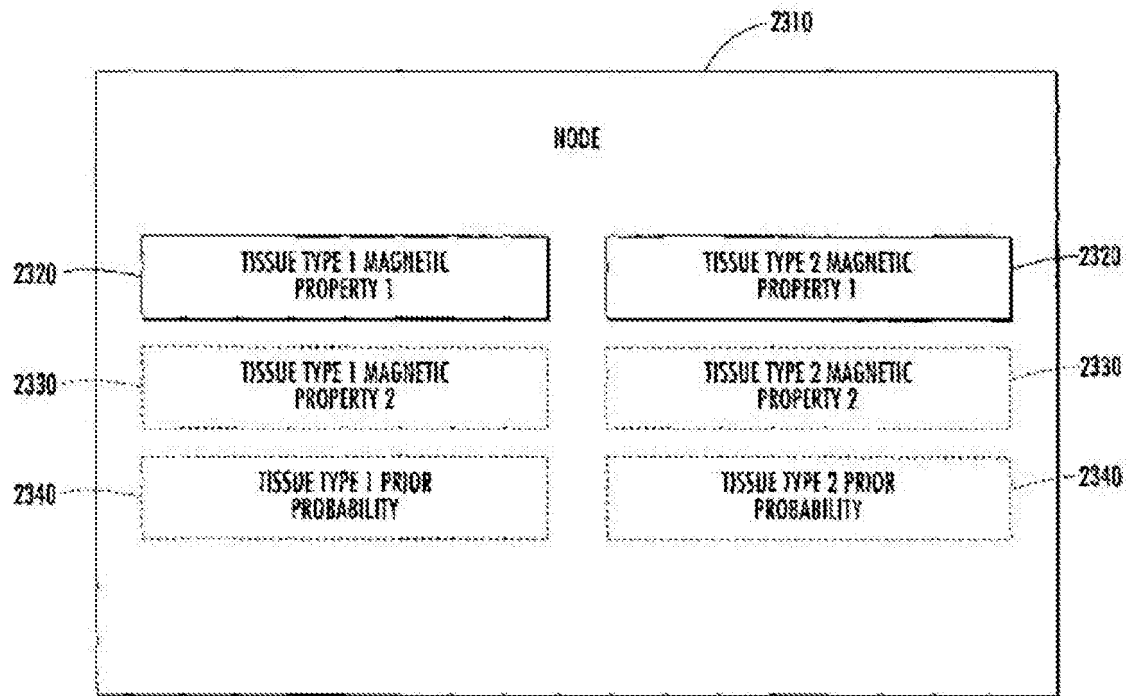 2310
NODE
2320
TISSUE TYPE 1 MAGNETIC
PROPERTY 1
TISSUE TYPE 2 MAGNETIC
PROPERTY 1
2320
2330
TISSUE TYPE 1 MAGNETIC
PROPERTY 2
TISSUE TYPE 2 MAGNETIC
PROPERTY 2
2330
2340
TISSUE TYPE 1 PRIOR
PROBABILITY
TISSUE TYPE 2 PRIOR
PROBABILITY
2340